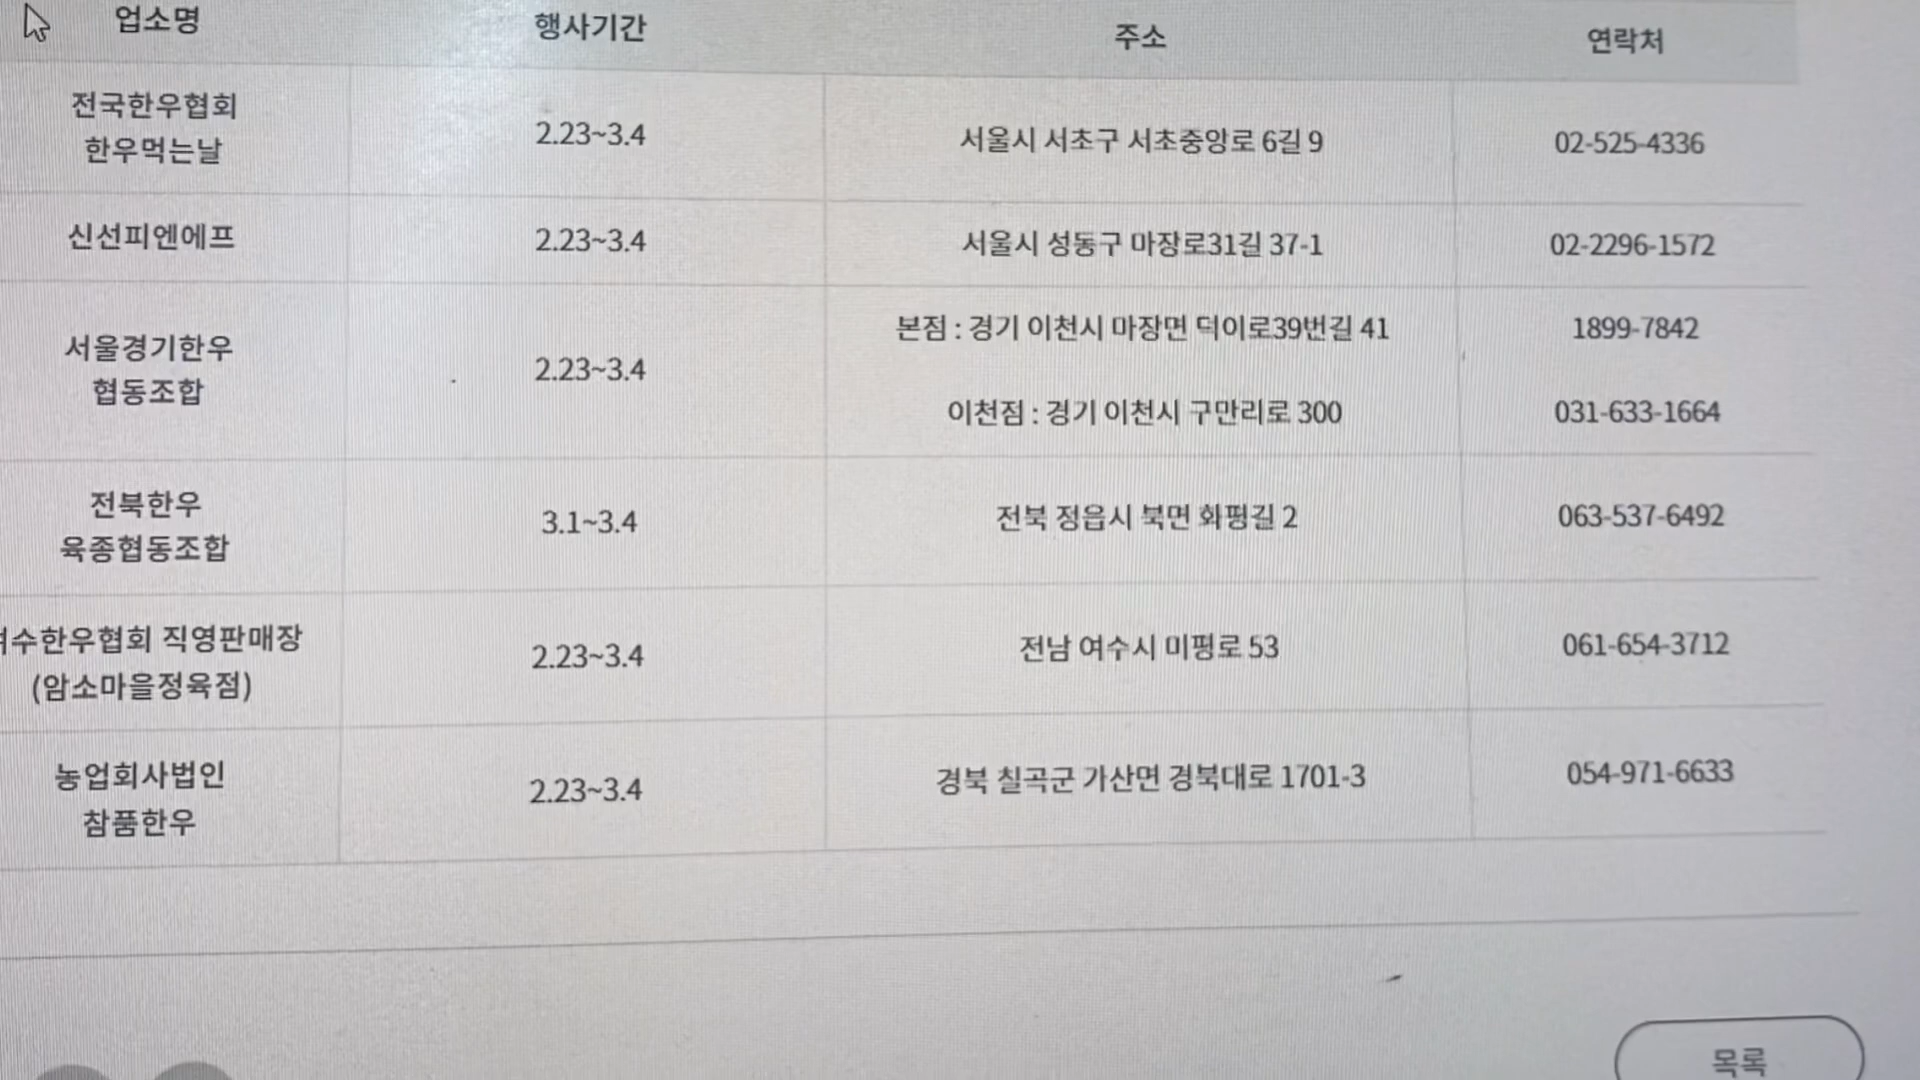 업소명 행사기간 주소 연락처
전국한우협회
한우먹는날
2.23~3.4
서울시 서초구 서초중앙로 6길 9
02-525-4336
신선피엔에프
2.23~3.4
서울시 성동구 마장로31길 37-1
02-2296-1572
서울경기한우
협동조합
2.23~3.4
본점 : 경기 이천시 마장면 덕이로39번길 41
1899-7842
이천점 : 경기 이천시 구만리로 300
031-633-1664
전북한우
육종협동조합
3.1~3.4
전북 정읍시 북면 화평길 2
063-537-6492
여수한우협회 직영판매장
(암소마을정육점)
2.23~3.4
전남 여수시 미평로 53
061-654-3712
농업회사법인
참품한우
2.23~3.4
경북 칠곡군 가산면 경북대로 1701-3
054-971-6633
목록